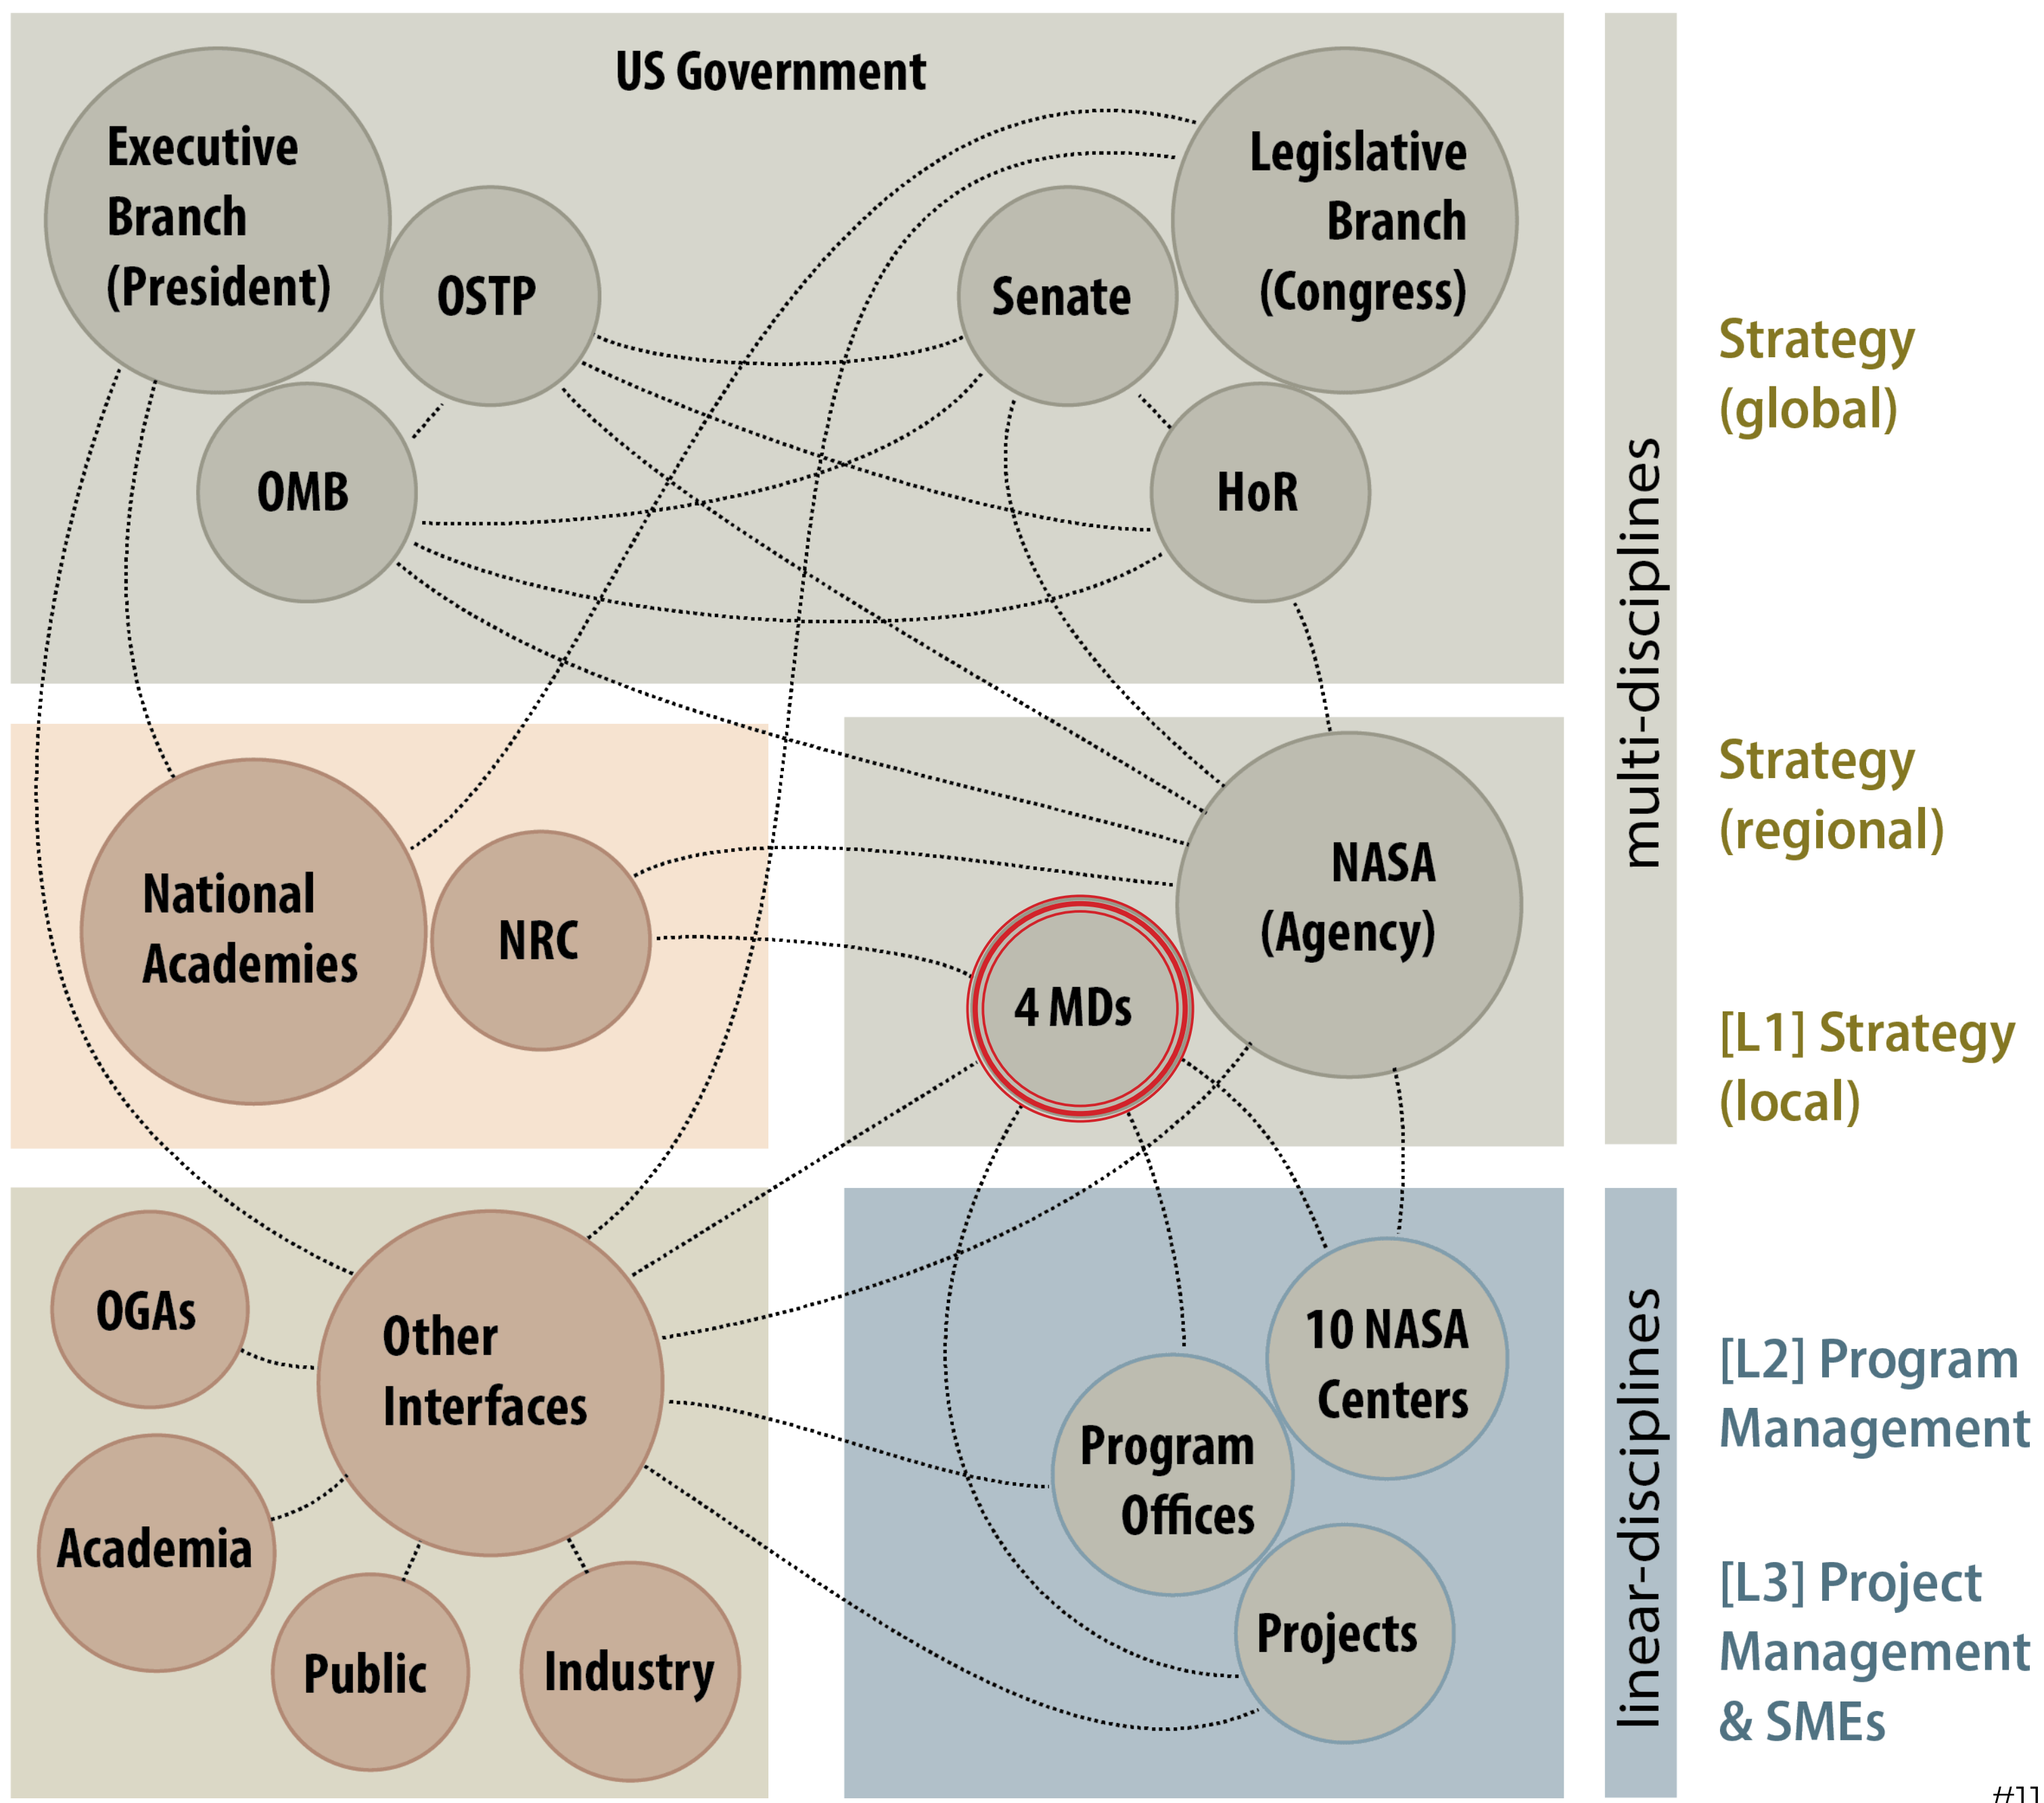 US Government
Executive
Branch
(President)
OSTP
OMB
Senate
Legislative
Branch
(Congress)
HoR
National
Academies
NRC
NASA
(Agency)
4 MDs
OGAs
Other
Interfaces
Academia
Public
Industry
10 NASA
Centers
Program
Offices
Projects
multi-disciplines
linear-disciplines
Strategy
(global)
Strategy
(regional)
[L1] Strategy
(local)
[L2] Program
Management
[L3] Project
Management
& SMEs
#11